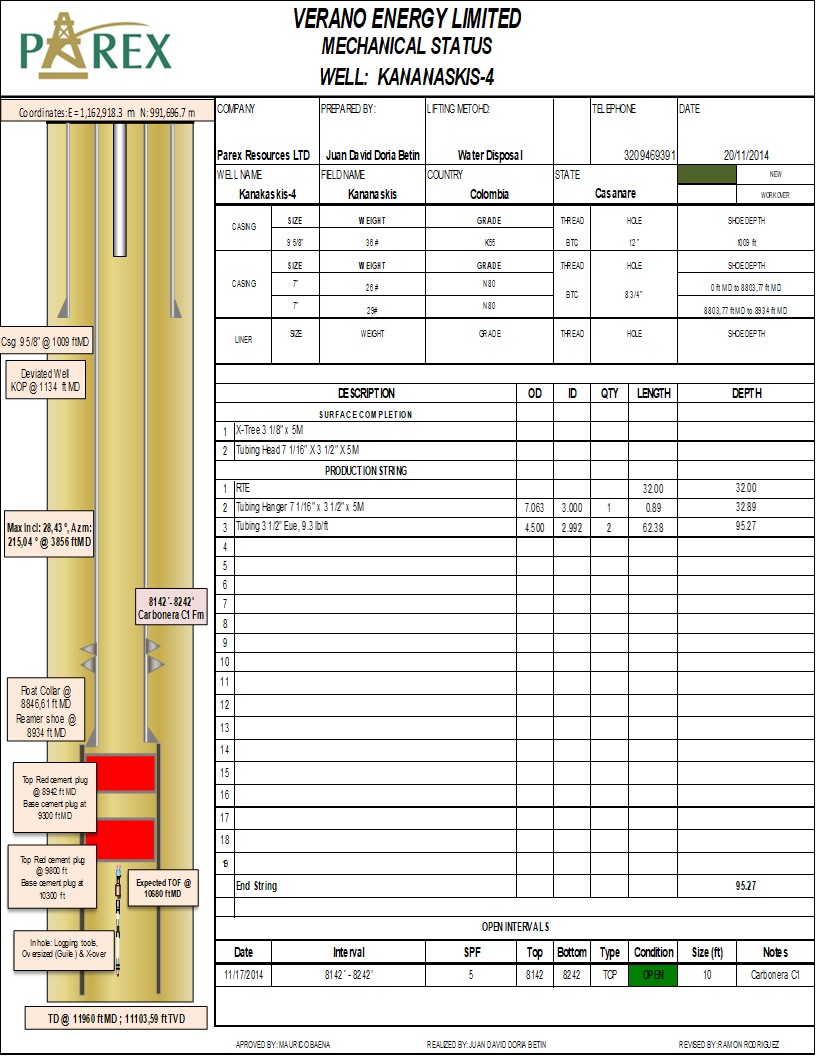 VERANO ENERGY LIMITED
PAREX
MECHANICAL STATUS
WELL: KANANASKIS-4
Coordinates: E = 1,162,918.3 m N: 991,696.7 m
COMPANY PREPARED BY: LIFTING METOHD: TELEPHONE DATE
Parex Resources LTD Juan David Doria Betin Water Disposal 3209469391 20/11/2014
WELL NAME FIELD NAME COUNTRY STATE NEW
Kanakaskis-4 Kananaskis Colombia Casanare WORKOVER
CASING SIZE WEIGHT GRADE THREAD HOLE SHOE DEPTH
9 5/8" 36 # K55 BTC 12" 1009 ft
CASING SIZE WEIGHT GRADE THREAD HOLE SHOE DEPTH
7" 26 # N80 BTC 8 3/4" 0 ft MD to 8803,77 ft MD
7" 29# N80 8803,77 ft MD to 8934 ft MD
LINER SIZE WEIGHT GRADE THREAD HOLE SHOE DEPTH
Csg 9 5/8" @ 1009 ftMD
Deviated Well
KOP @ 1134 ft MD
Max Incl: 28,43 °, Azm:
215,04 ° @ 3856 ftMD
8142´- 8242'
Carbonera C1 Fm
Float Collar @
8846,61 ft MD
Reamer shoe @
8934 ft MD
Top Red cement plug
@ 8942 ft MD
Base cement plug at
9300 ft MD
Top Red cement plug
@ 9800 ft
Base cement plug at
10300 ft
Expected TOF @
10680 ftMD
In hole: Logging tools,
Oversized (Guile ) & X-over
TD @ 11960 ftMD ; 11103,59 ft TVD
DESCRIPTION OD ID QTY LENGTH DEPTH
SURFACE COMPLETION
1 X-Tree 3 1/8" x 5M
2 Tubing Head 7 1/16" X 3 1/2" X 5M
PRODUCTION STRING
1 RTE 32.00 32.00
2 Tubing Hanger 7 1/16" x 3 1/2" x 5M 7.063 3.000 1 0.89 32.89
3 Tubing 3 1/2" Eue, 9.3 lb/ft 4.500 2.992 2 62.38 95.27
4
5
6
7
8
9
10
11
12
13
14
15
16
17
18
19
End String 95.27
OPEN INTERVALS
Date Interval SPF Top Bottom Type Condition Size (ft) Notes
11/17/2014 8142´ - 8242' 5 8142 8242 TCP OPEN 10 Carbonera C1
APROVED BY: MAURICO BAENA REALIZED BY: JUAN DAVID DORIA BETIN REVISED BY: RAMON RODRIGUEZ